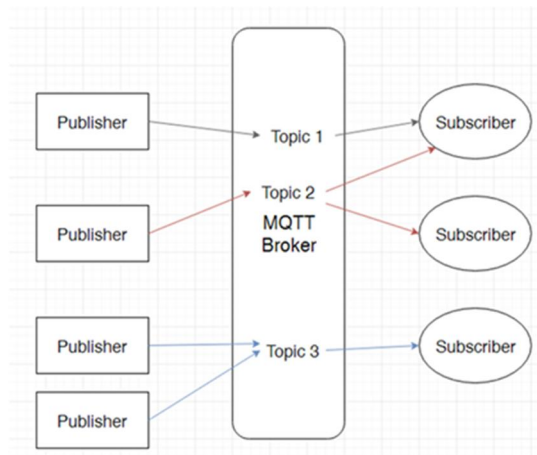 Publisher
Topic 1
Subscriber
Publisher
Topic 2
MQTT
Broker
Subscriber
Publisher
Topic 3
Subscriber
Publisher